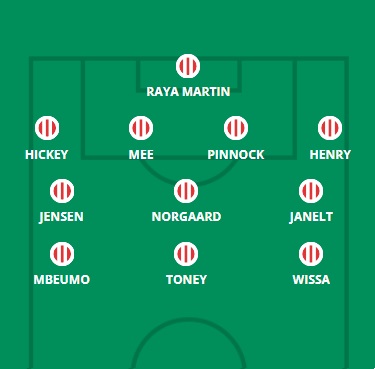 RAYA MARTIN
HICKEY MEE PINNOCK HENRY
JENSEN NORGAARD JANELT
MBEUMO TONEY WISSA